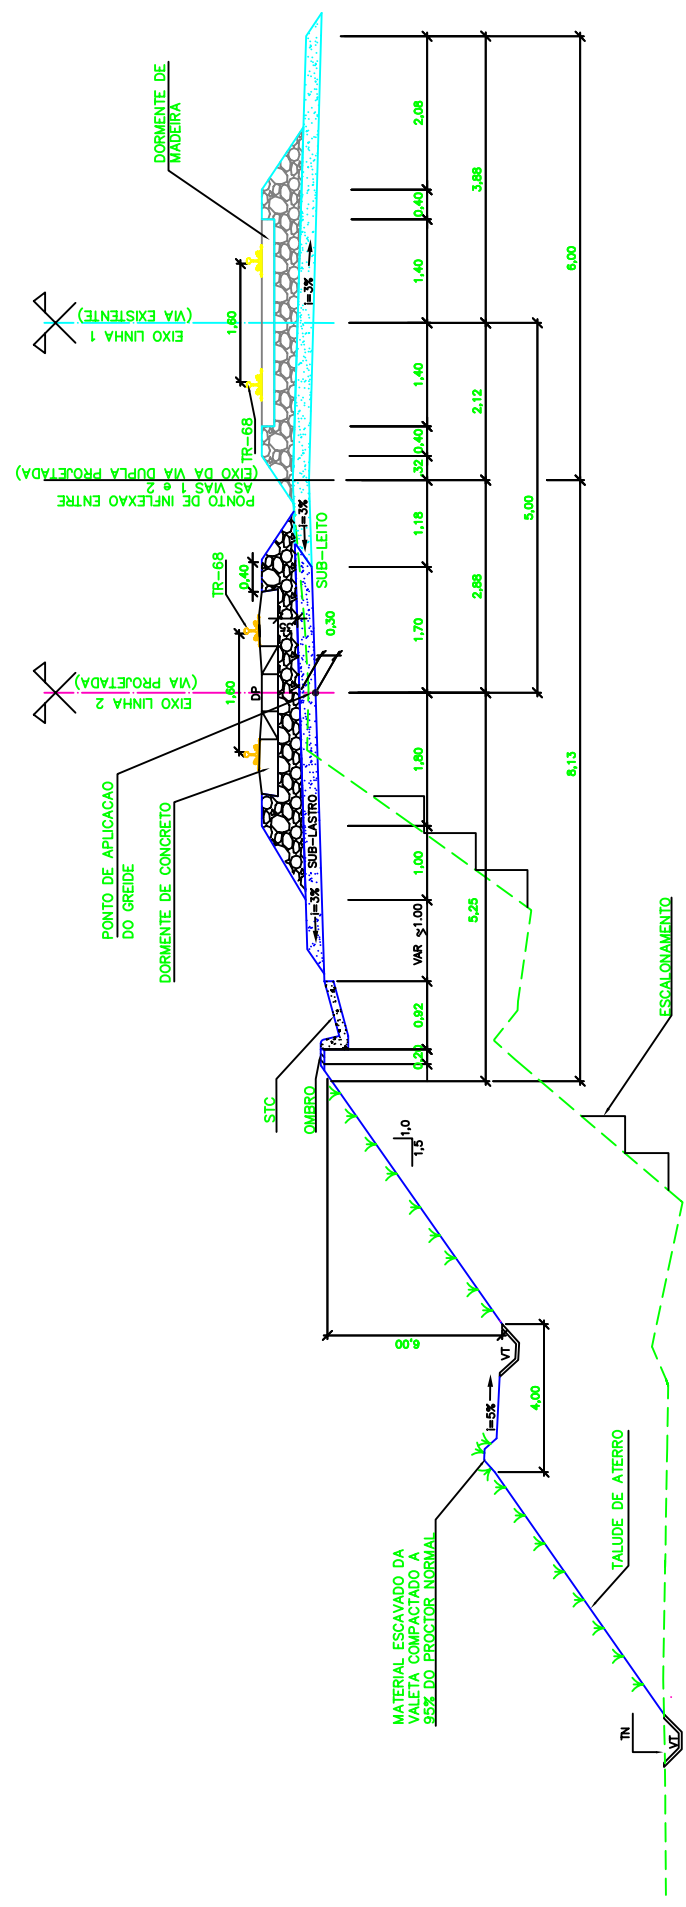 DORMENTE DE
MADEIRA
EIXO LINHA 1
(VIA EXISTENTE)
1,60
TR-68
PONTO DE INFLEXAO ENTRE
AS VIAS 1 e 2
(EIXO DA VIA DUPLA PROJETADA)
i=3%
i=3%
SUB-LEITO
TR-68
0,40
0,30
EIXO LINHA 2
(VIA PROJETADA)
1,60
DP
PONTO DE APLICACAO
DO GREIDE
DORMENTE DE CONCRETO
SUB-LASTRO
i=3%
STC
OMBRO
2,08
0,40
1,40
1,40
0,40
,32
1,18
1,70
1,80
1,00
VAR >~1.00
0,92
0,20
3,88
2,12
2,88
5,25
5,00
6,00
8,13
1,0
1,5
6,00
VT
i=5%
4,00
ESCALONAMENTO
MATERIAL ESCAVADO DA
VALETA COMPACTADO A
95% DO PROCTOR NORMAL
TALUDE DE ATERRO
TN
VT